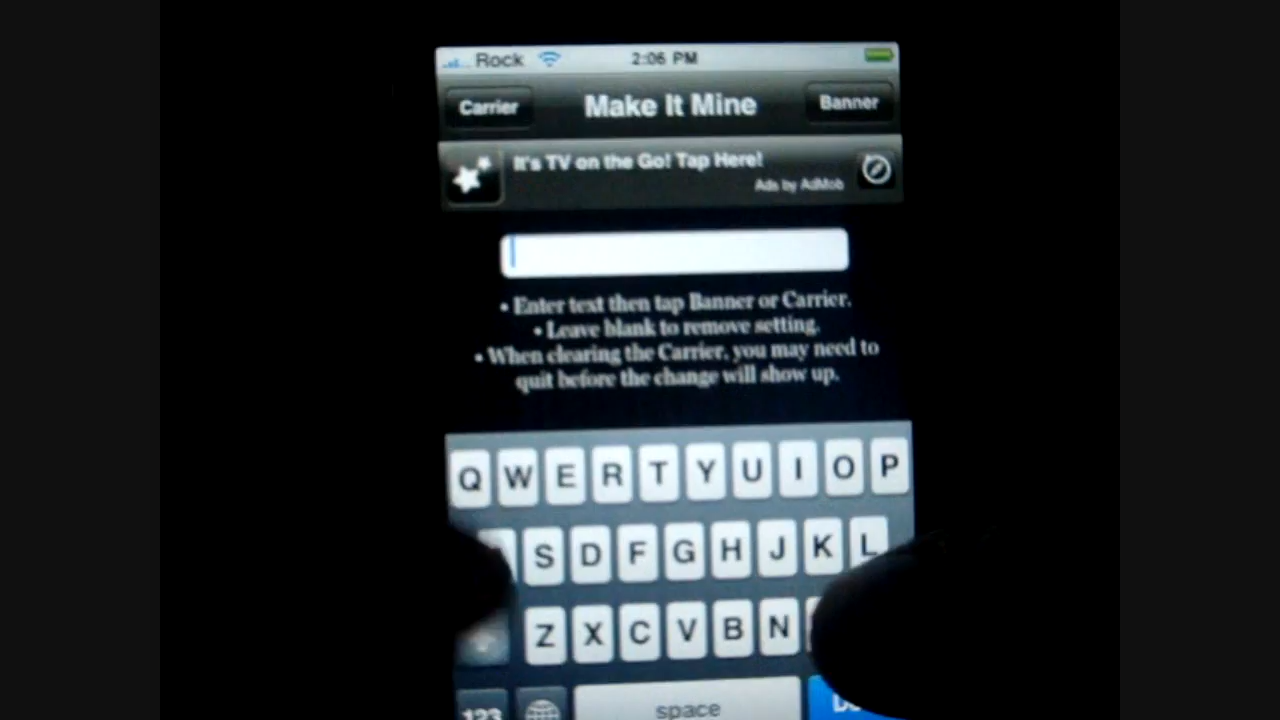 Rock 2:06 PM
Carrier Make It Mine Banner
It's TV on the Go! Tap Here!
Ads by AdMob
• Enter text then tap Banner or Carrier.
• Leave blank to remove setting.
• When clearing the Carrier, you may need to
quit before the change will show up.
Q W E R T Y U I O P
S D F G H J K L
Z X C V B N
123 space